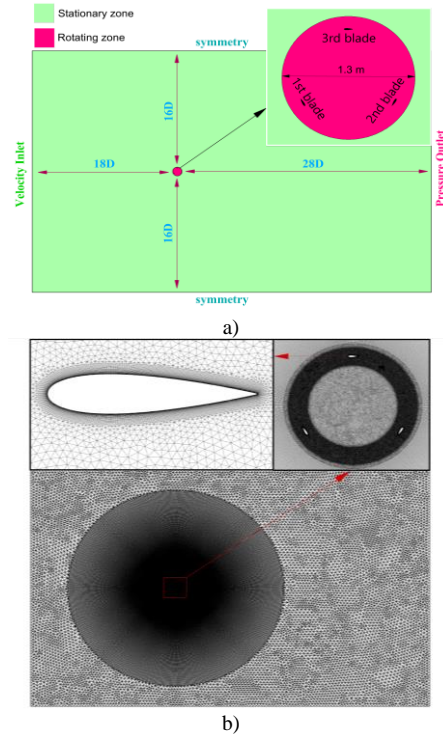 Stationary zone
Rotating zone
symmetry
3rd blade
1.3 m
1st blade
2nd blade
16D
18D
28D
16D
Velocity Inlet
Pressure Outlet
symmetry
a)
b)